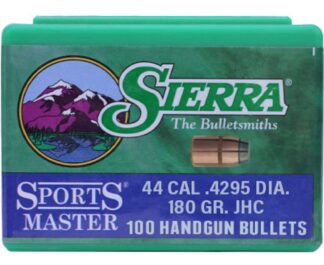 SIERRA®
The Bulletsmiths
SPORTS
MASTER
44 CAL. .4295 DIA.
180 GR. JHC
100 HANDGUN BULLETS